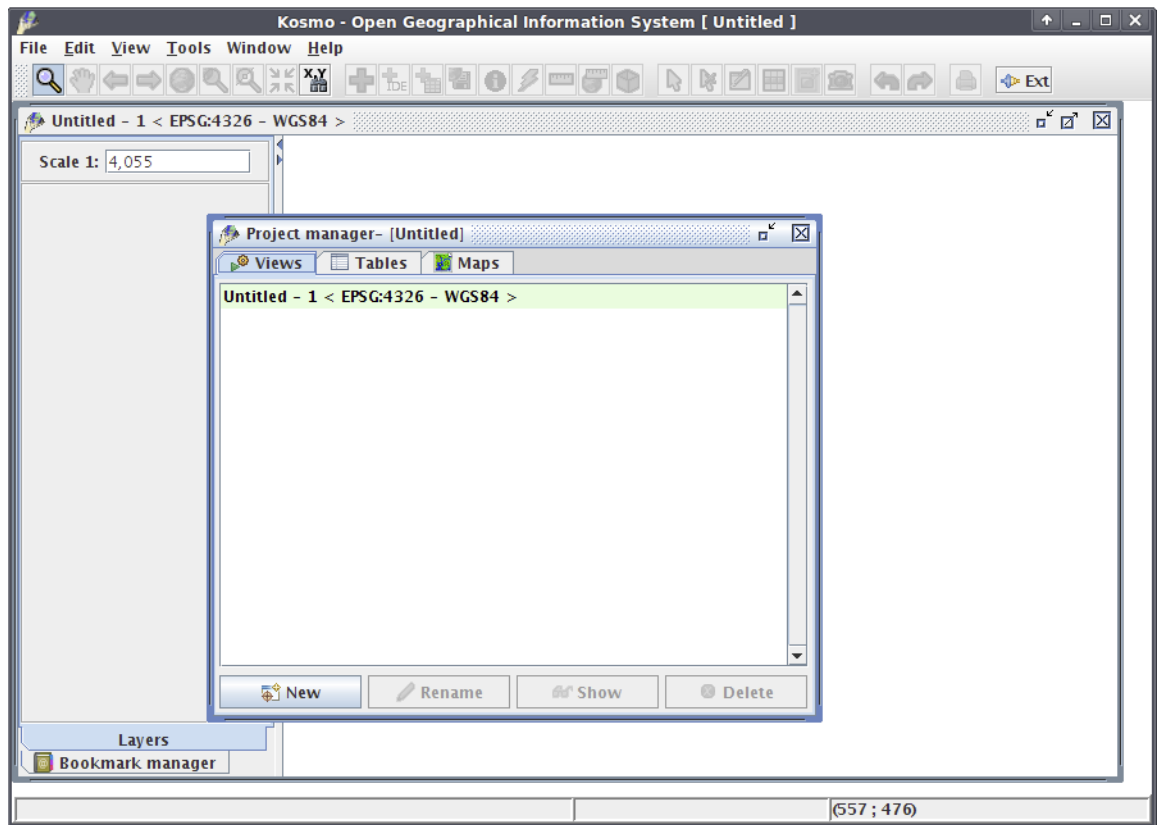 Kosmo - Open Geographical Information System [ Untitled ]
File Edit View Tools Window Help
X,Y IDE Ext
Untitled - 1 < EPSG:4326 - WGS84 >
Scale 1: 4,055
Project manager- [Untitled]
Views Tables Maps
Untitled - 1 < EPSG:4326 - WGS84 >
New Rename Show Delete
Layers
Bookmark manager
(557 ; 476)